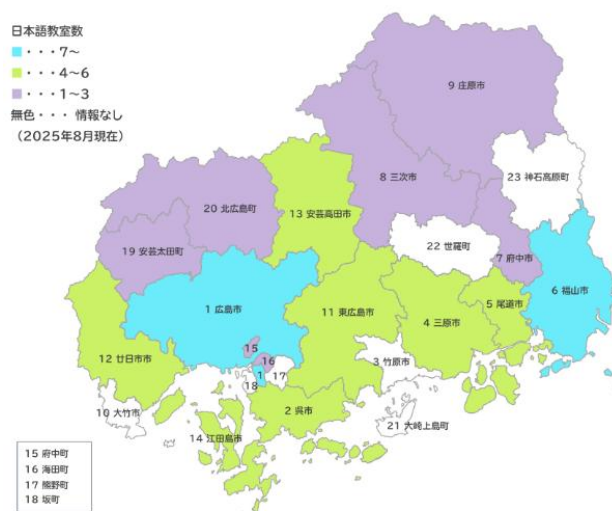 日本語教室数
・・・7～
・・・4～6
・・・1～3
無色・・・ 情報なし
（2025年8月現在）
9 庄原市
23 神石高原町
8 三次市
20 北広島町
13 安芸高田市
22 世羅町
19 安芸太田町
7 府中市
6 福山市
1 広島市
11 東広島市
5 尾道市
4 三原市
15
12 廿日市市
16
3 竹原市
1
17
18
10 大竹市
2 呉市
21 大崎上島町
14 江田島市
15 府中町
16 海田町
17 熊野町
18 坂町